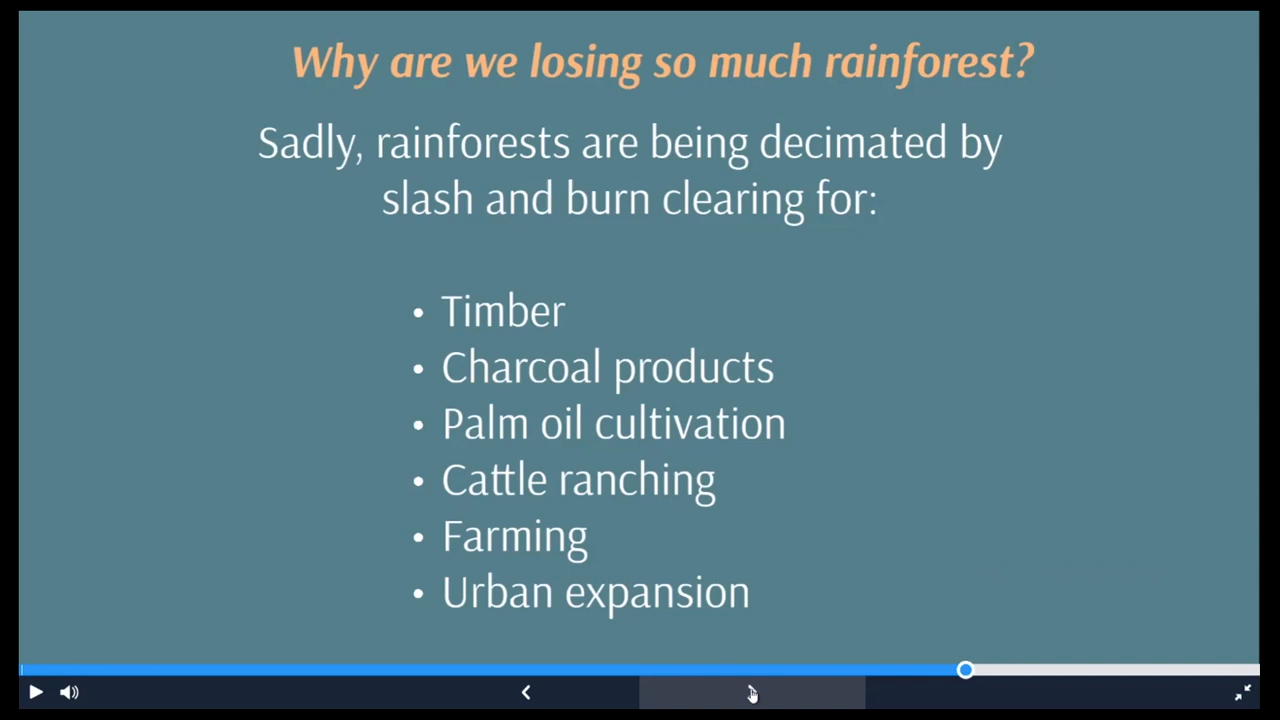 Why are we losing so much rainforest?
Sadly, rainforests are being decimated by
slash and burn clearing for:
• Timber
• Charcoal products
• Palm oil cultivation
• Cattle ranching
• Farming
• Urban expansion